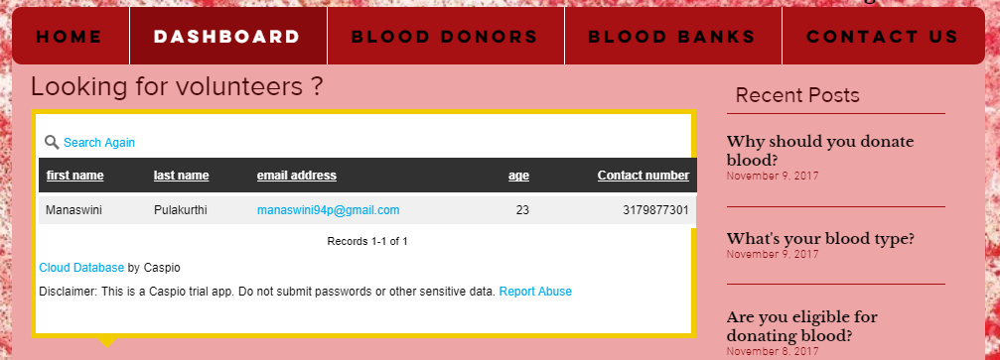 HOME DASHBOARD BLOOD DONORS BLOOD BANKS CONTACT US
Looking for volunteers ?
Search Again
first name last name email address age Contact number
Manaswini Pulakurthi manaswini94p@gmail.com 23 3179877301
Records 1-1 of 1
Cloud Database by Caspio
Disclaimer: This is a Caspio trial app. Do not submit passwords or other sensitive data. Report Abuse
Recent Posts
Why should you donate
blood?
November 9, 2017
What's your blood type?
November 9, 2017
Are you eligible for
donating blood?
November 8, 2017